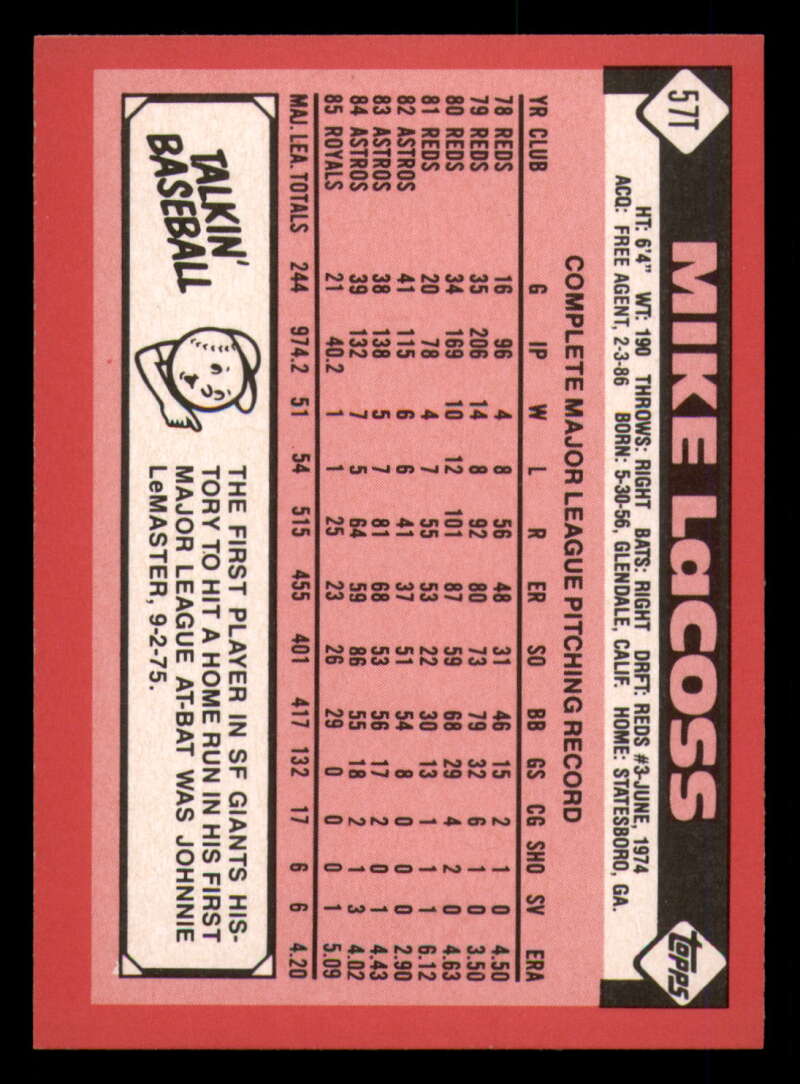 57T
MIKE LaCOSS
topps
HT: 6'4" WT: 190 THROWS: RIGHT BATS: RIGHT DRFT: REDS #3-JUNE, 1974
ACQ: FREE AGENT, 2-3-86 BORN: 5-30-56, GLENDALE, CALIF. HOME: STATESBORO, GA.
COMPLETE MAJOR LEAGUE PITCHING RECORD
YR CLUB G IP W L R ER SO BB GS CG SHO SV ERA
78 REDS 16 96 4 8 56 48 31 46 15 2 1 0 4.50
79 REDS 35 206 14 8 92 80 73 79 32 6 1 0 3.50
80 REDS 34 169 10 12 101 87 59 68 29 4 2 0 4.63
81 REDS 20 78 4 7 55 53 22 30 13 1 1 1 6.12
82 ASTROS 41 115 6 6 41 37 51 54 8 0 0 0 2.90
83 ASTROS 38 138 5 7 81 68 53 56 17 2 0 1 4.43
84 ASTROS 39 132 7 5 64 59 86 55 18 2 1 3 4.02
85 ROYALS 21 40.2 1 1 25 23 26 29 0 0 0 1 5.09
MAJ. LEA. TOTALS 244 974.2 51 54 515 455 401 417 132 17 6 6 4.20
TALKIN'
BASEBALL
THE FIRST PLAYER IN SF GIANTS HIS-
TORY TO HIT A HOME RUN IN HIS FIRST
MAJOR LEAGUE AT-BAT WAS JOHNNIE
LeMASTER, 9-2-75.